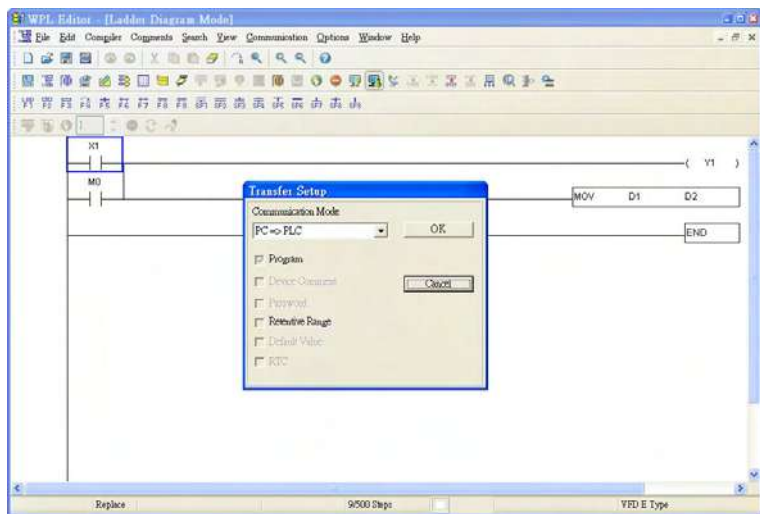 WPL Editor - [Ladder Diagram Mode]
File Edit Compiler Comments Search View Communication Options Window Help
X1
( Y1 )
M0
MOV D1 D2
END
Transfer Setup
Communication Mode
PC => PLC
OK
Program
Device Comment
Cancel
Password
Retentive Range
Default Value
RTC
Replace
9/500 Steps
VFD E Type